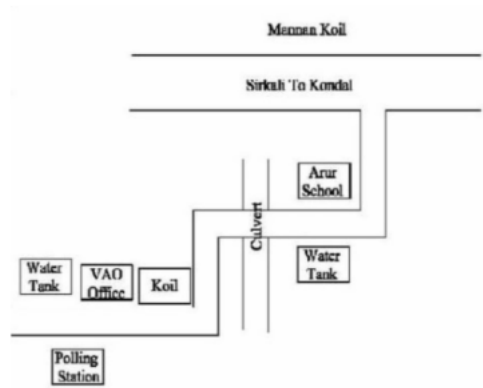 Mannan Koil
Sirkali To Kondal
Arur
School
Culvert
Water
Tank
VAO
Office
Koil
Water
Tank
Polling
Station